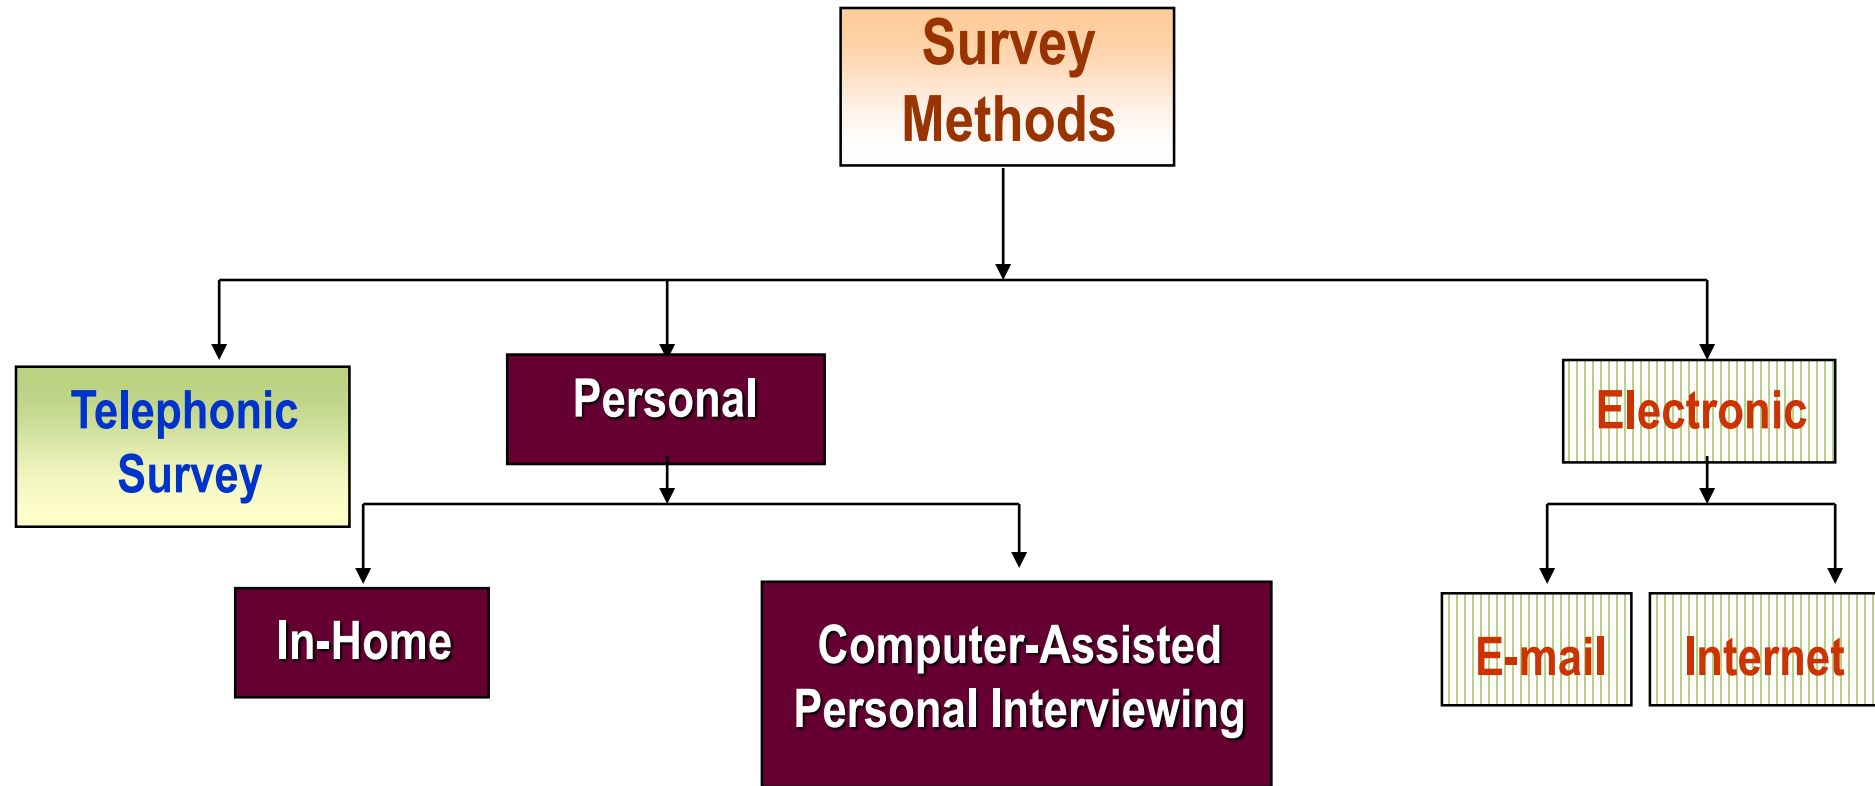 Survey
Methods
Telephonic
Survey
Personal
Electronic
In-Home
Computer-Assisted
Personal Interviewing
E-mail
Internet